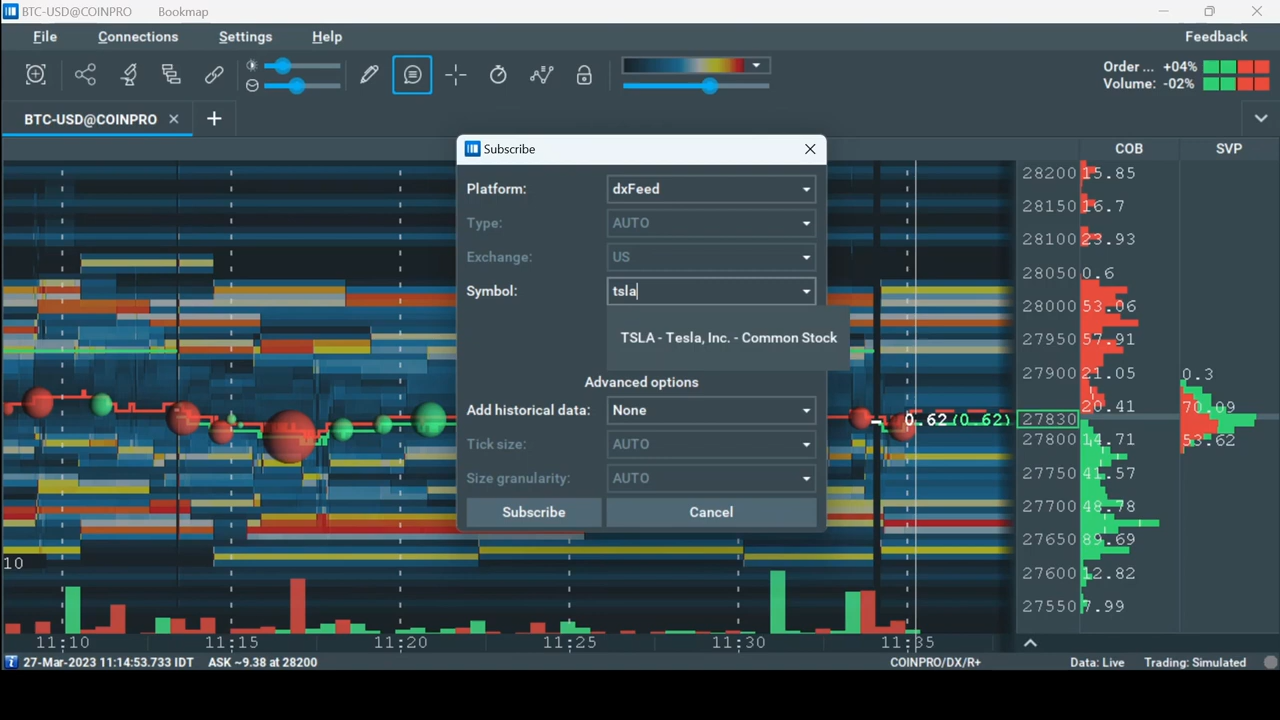 BTC-USD@COINPRO Bookmap
File Connections Settings Help Feedback
Order ... +04%
Volume: -02%
BTC-USD@COINPRO
COB SVP
Subscribe
Platform: dxFeed
Type: AUTO
Exchange: US
Symbol: tsla
TSLA - Tesla, Inc. - Common Stock
Advanced options
Add historical data: None
Tick size: AUTO
Size granularity: AUTO
Subscribe Cancel
28200 15.85
28150 16.7
28100 23.93
28050 0.6
28000 53.06
27950 57.91
27900 21.05 0.3
20.41 70.09
0.62(0.62) 27830
27800 14.71 53.62
27750 41.57
27700 48.78
27650 89.69
27600 12.82
27550 7.99
10
11:10 11:15 11:20 11:25 11:30 11:35
27-Mar-2023 11:14:53.733 IDT ASK ~9.38 at 28200 COINPRO/DX/R+ Data: Live Trading: Simulated